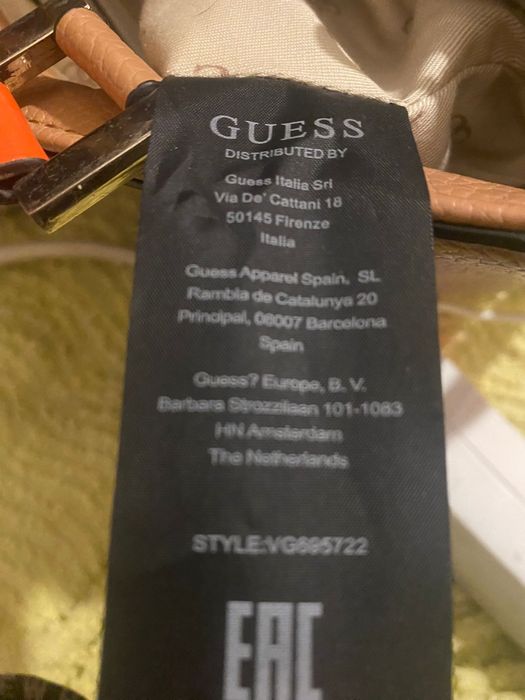 GUESS
DISTRIBUTED BY
Guess Italia Srl
Via De' Cattani 18
50145 Firenze
Italia
Guess Apparel Spain, SL
Rambla de Catalunya 20
Principal, 08007 Barcelona
Spain
Guess? Europe, B. V.
Barbara Strozzilaan 101-1083
HN Amsterdam
The Netherlands
STYLE:VG695722
EAC